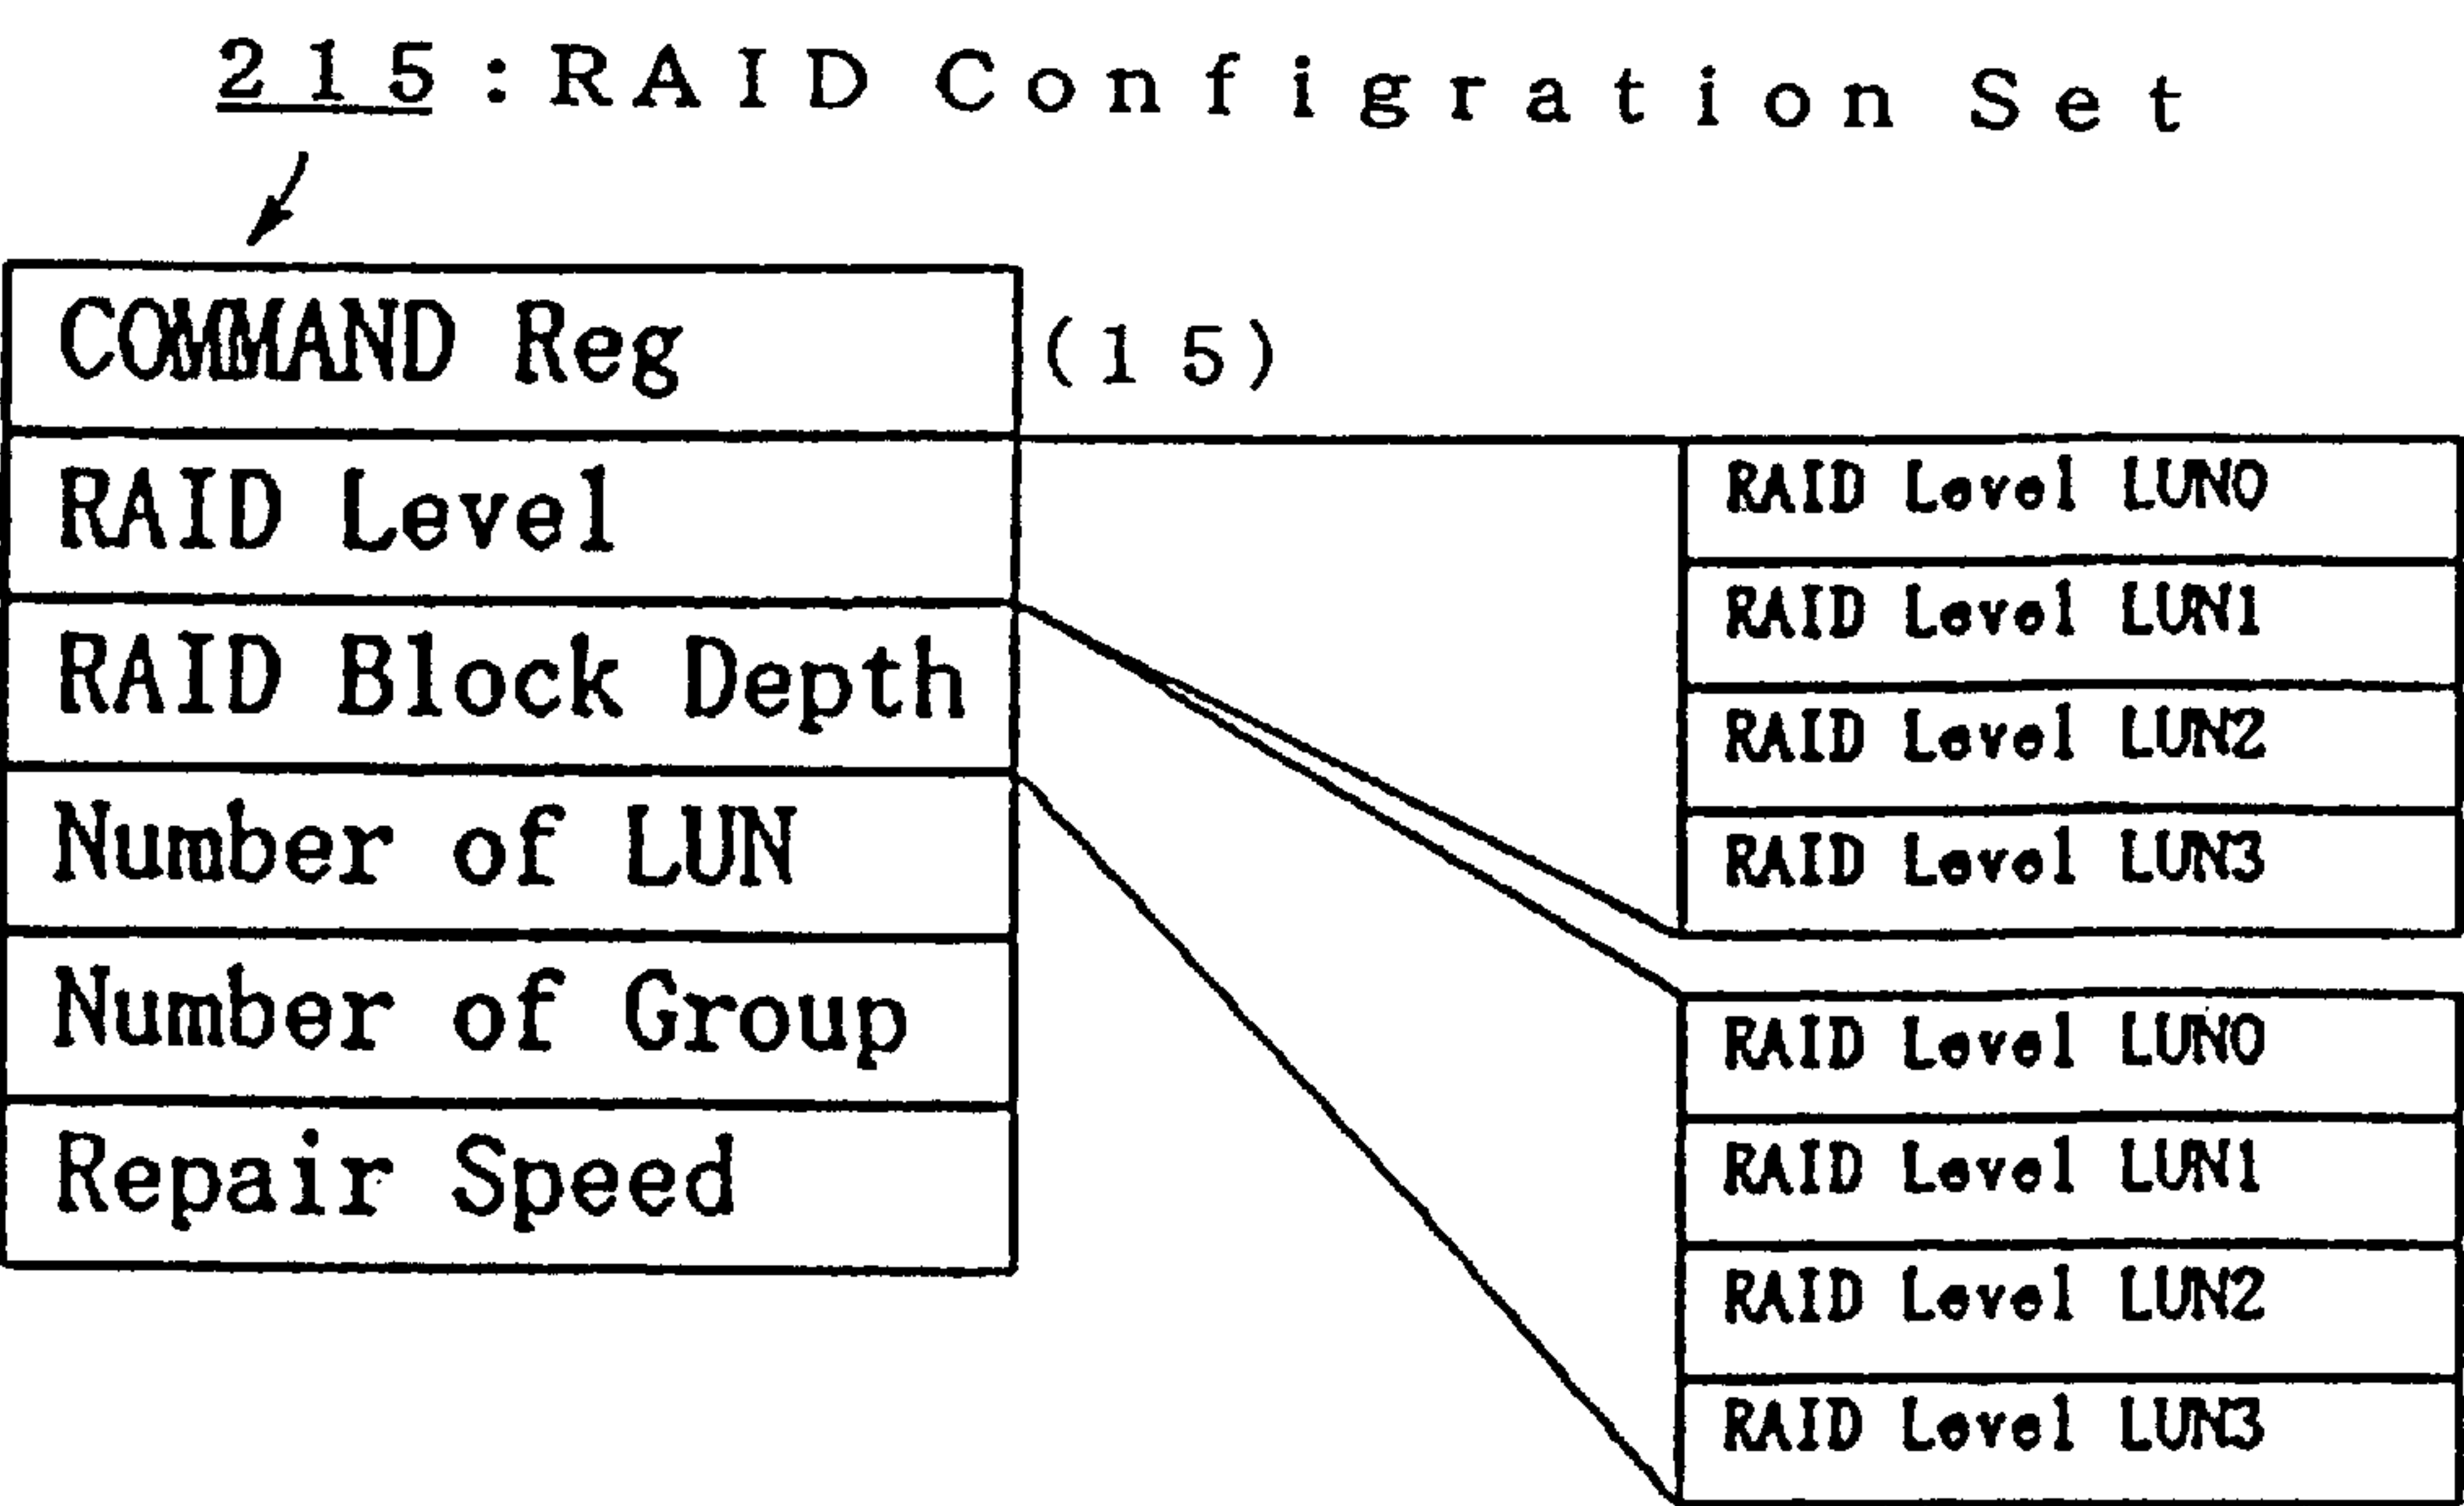 215:RAID Configration Set
COMMAND Reg
(15)
RAID Level
RAID Block Depth
Number of LUN
Number of Group
Repair Speed
RAID Level LUN0
RAID Level LUN1
RAID Level LUN2
RAID Level LUN3
RAID Level LUN0
RAID Level LUN1
RAID Level LUN2
RAID Level LUN3